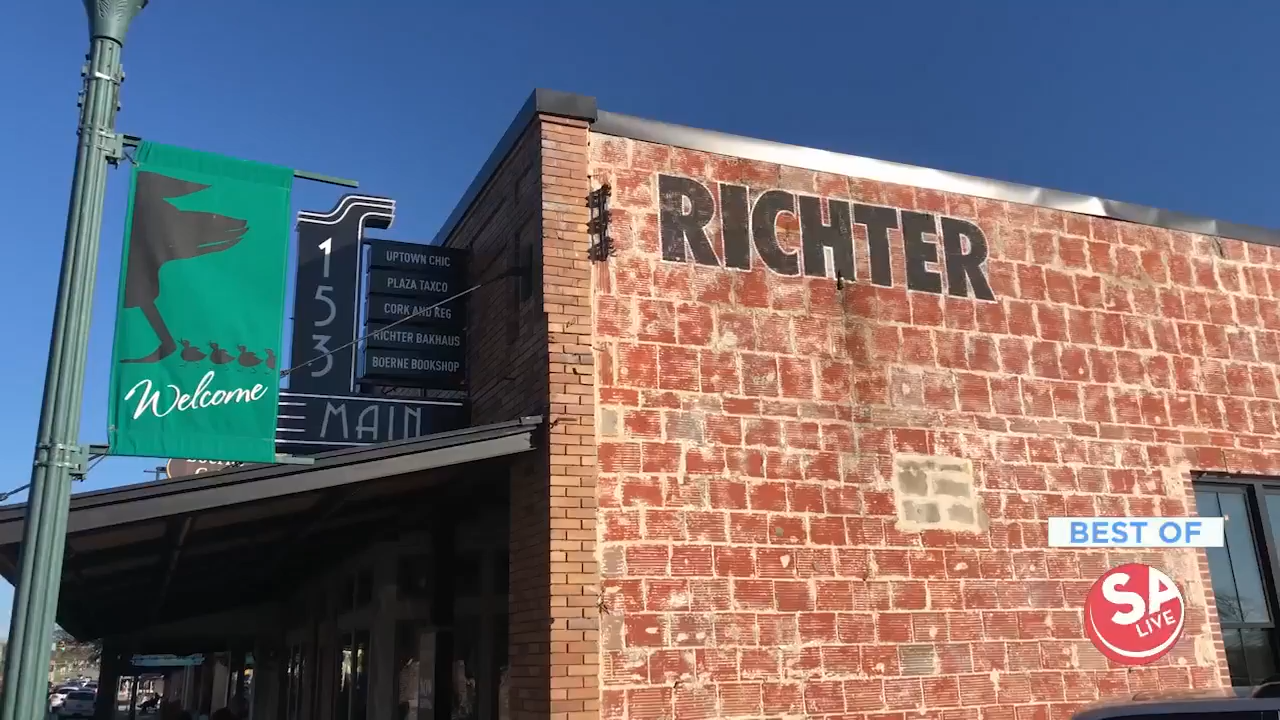 Welcome
153
MAIN
UPTOWN CHIC
PLAZA TAXCO
CORK AND KEG
RICHTER BAKHAUS
BOERNE BOOKSHOP
RICHTER
BEST OF
SA
LIVE